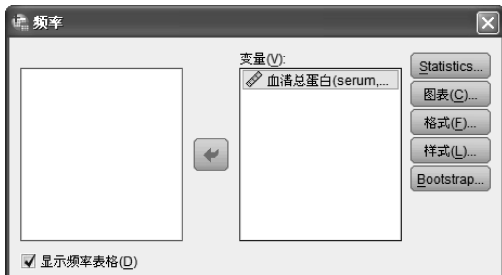 频率
变量(V):
血清总蛋白(serum,...
Statistics...
图表(C)...
格式(F)...
样式(L)...
Bootstrap...
显示频率表格(D)